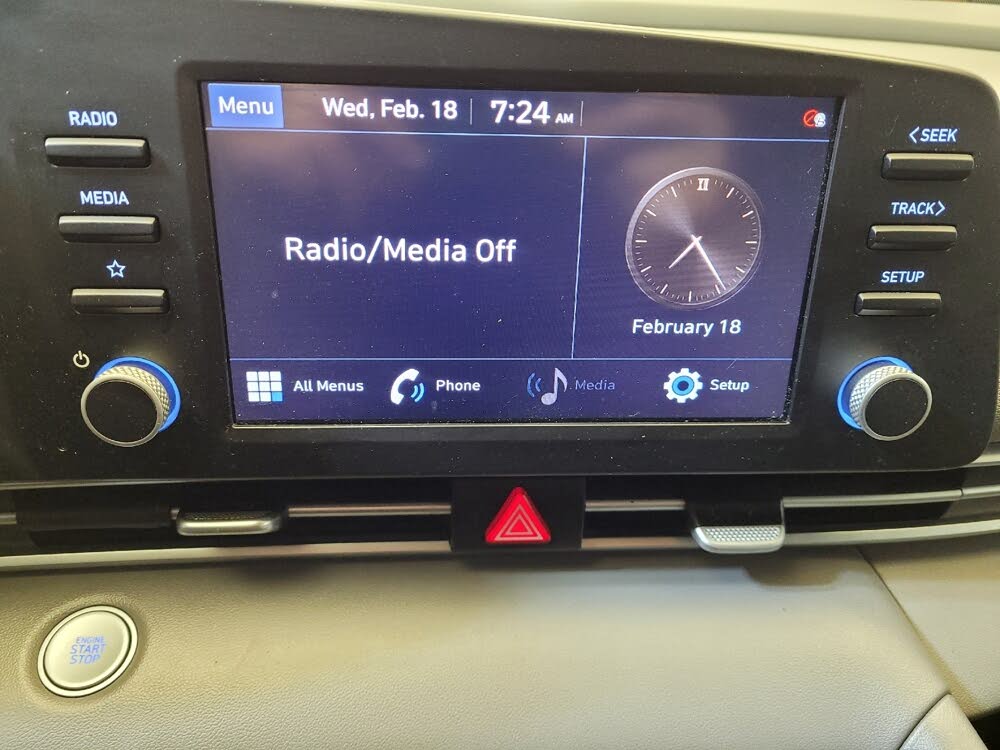 RADIO
MEDIA
Menu
Wed, Feb. 18
7:24 AM
Radio/Media Off
XII
February 18
All Menus
Phone
Media
Setup
<SEEK
TRACK>
SETUP
ENGINE
START
STOP